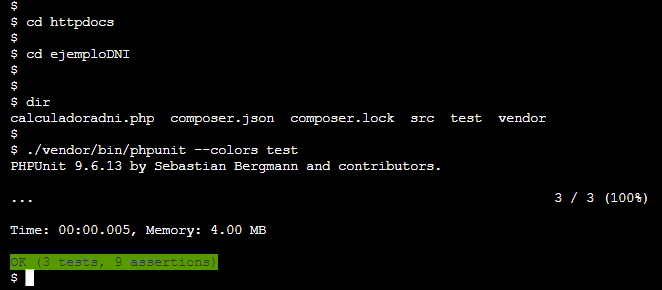 $
$ cd httpdocs
$
$ cd ejemploDNI
$
$
$ dir
calculadoradni.php  composer.json  composer.lock  src  test  vendor
$
$ ./vendor/bin/phpunit --colors test
PHPUnit 9.6.13 by Sebastian Bergmann and contributors.
...                                                                 3 / 3 (100%)
Time: 00:00.005, Memory: 4.00 MB
OK (3 tests, 9 assertions)
$